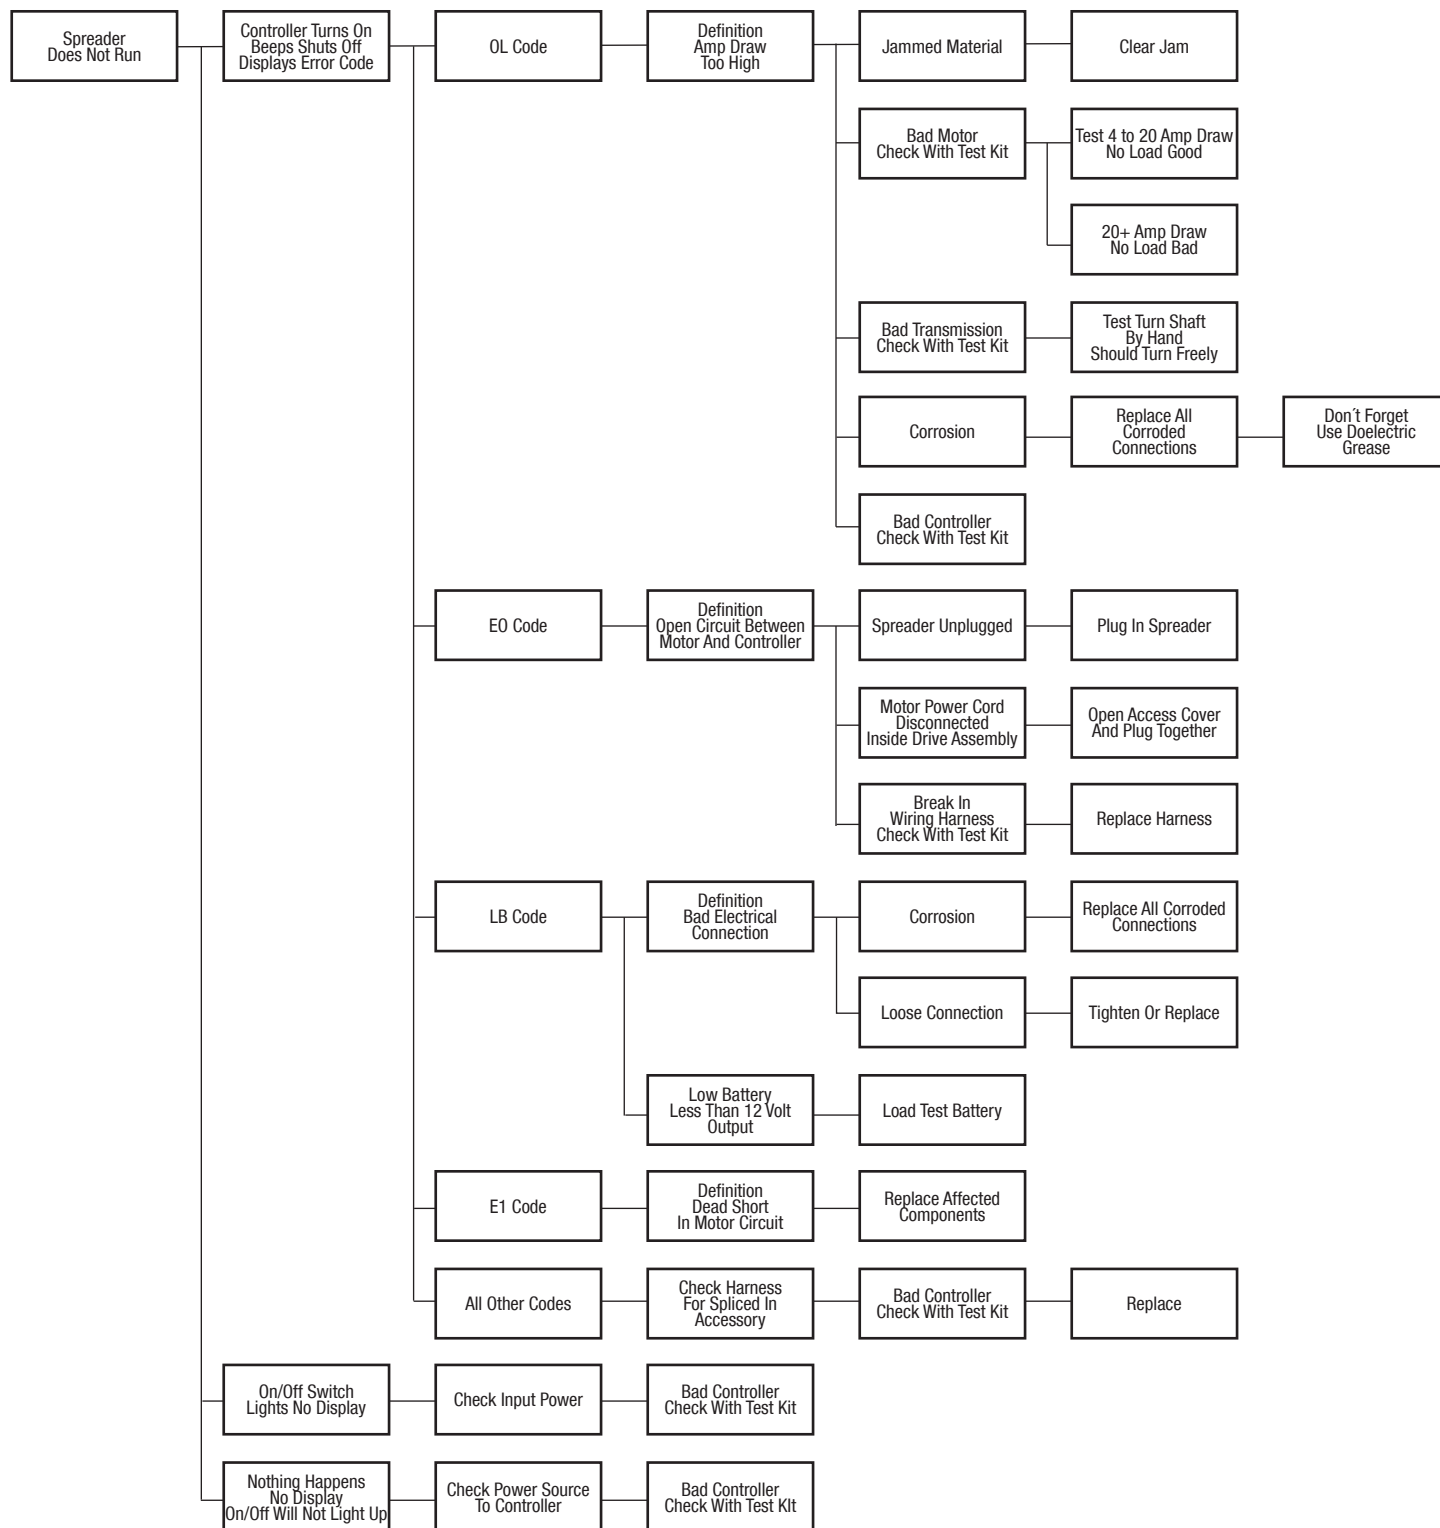 Spreader
Does Not Run
Controller Turns On
Beeps Shuts Off
Displays Error Code
OL Code
Definition
Amp Draw
Too High
Jammed Material
Clear Jam
Bad Motor
Check With Test Kit
Test 4 to 20 Amp Draw
No Load Good
20+ Amp Draw
No Load Bad
Bad Transmission
Check With Test Kit
Test Turn Shaft
By Hand
Should Turn Freely
Corrosion
Replace All
Corroded
Connections
Don´t Forget
Use Doelectric
Grease
Bad Controller
Check With Test Kit
EO Code
Definition
Open Circuit Between
Motor And Controller
Spreader Unplugged
Plug In Spreader
Motor Power Cord
Disconnected
Inside Drive Assembly
Open Access Cover
And Plug Together
Break In
Wiring Harness
Check With Test Kit
Replace Harness
LB Code
Definition
Bad Electrical
Connection
Corrosion
Replace All Corroded
Connections
Loose Connection
Tighten Or Replace
Low Battery
Less Than 12 Volt
Output
Load Test Battery
E1 Code
Definition
Dead Short
In Motor Circuit
Replace Affected
Components
All Other Codes
Check Harness
For Spliced In
Accessory
Bad Controller
Check With Test Kit
Replace
On/Off Switch
Lights No Display
Check Input Power
Bad Controller
Check With Test Kit
Nothing Happens
No Display
On/Off Will Not Light Up
Check Power Source
To Controller
Bad Controller
Check With Test KIt